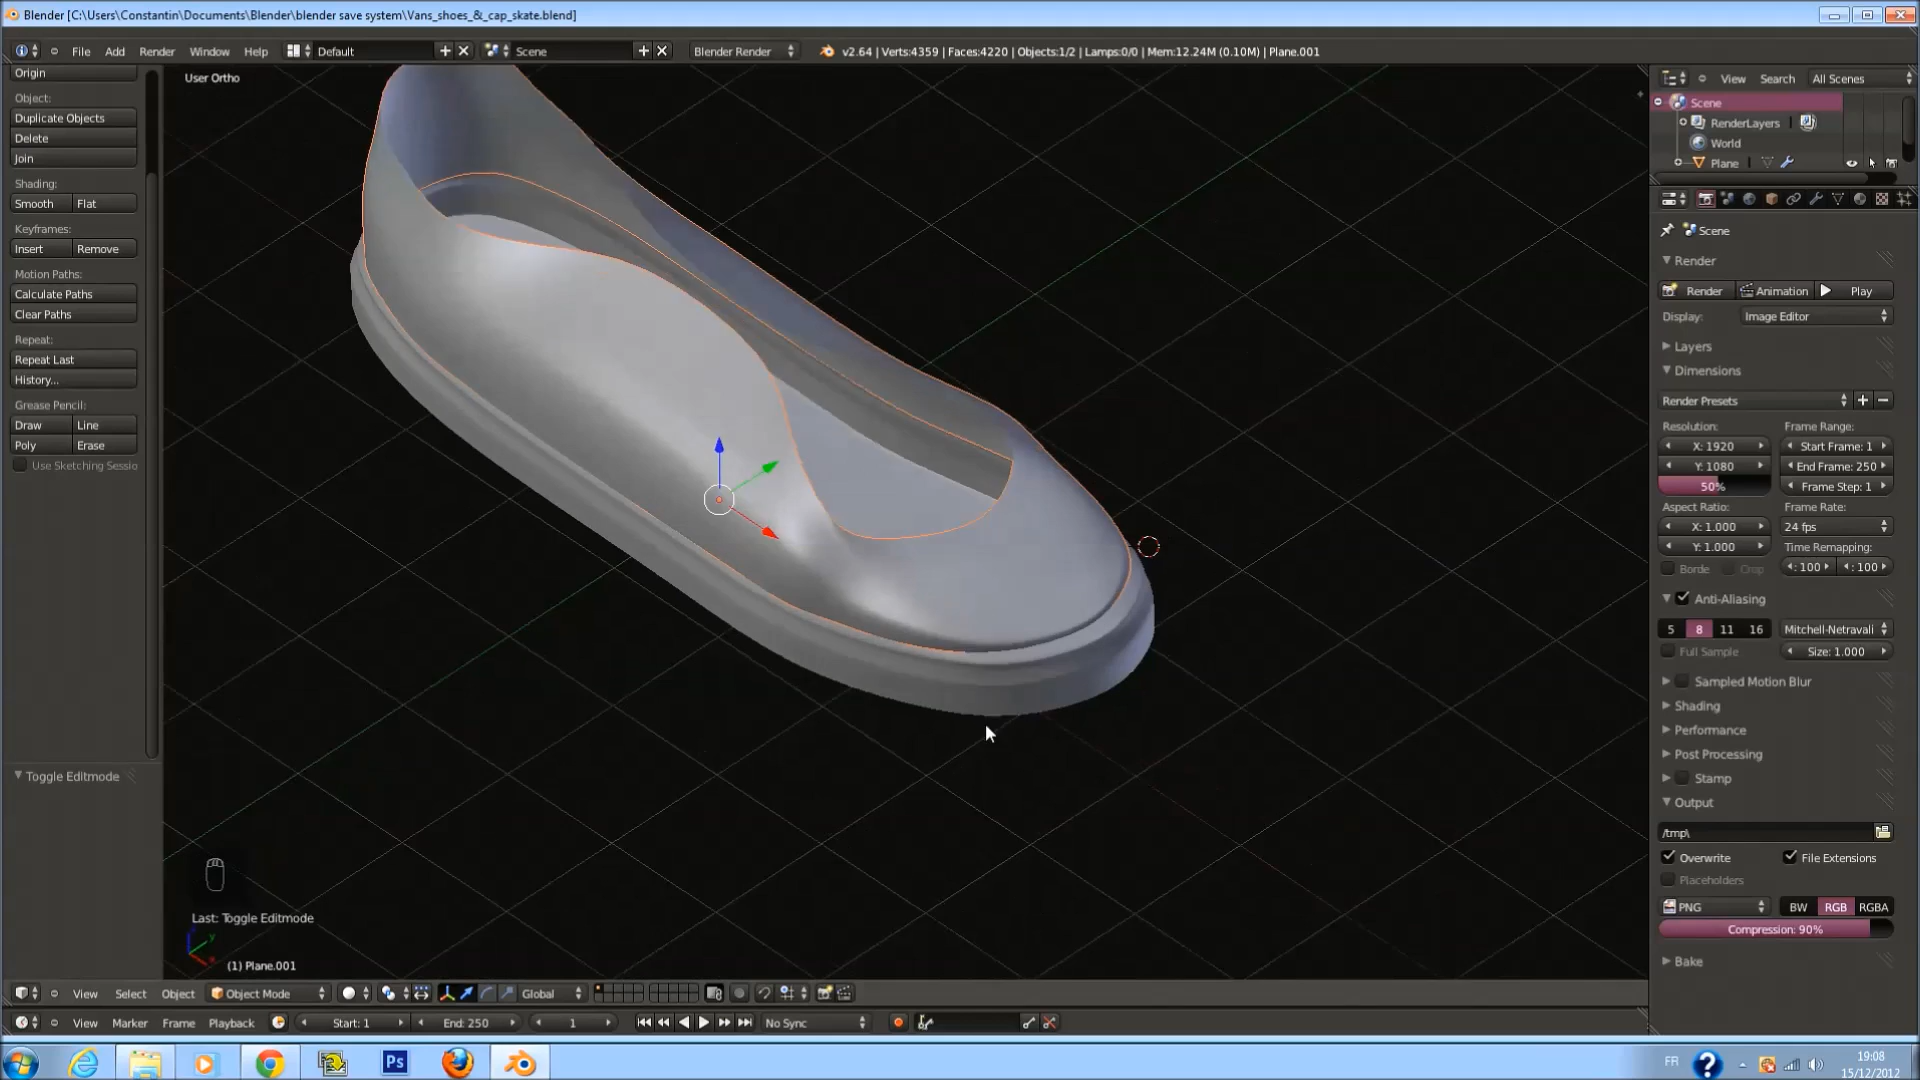 Blender [C:\Users\Constantin\Documents\Blender\blender save system\Vans_shoes_&_cap_skate.blend]
File Add Render Window Help Default Scene Blender Render v2.64 | Verts:4359 | Faces:4220 | Objects:1/2 | Lamps:0/0 | Mem:12.24M (0.10M) | Plane.001
Origin
Object:
Duplicate Objects
Delete
Join
Shading:
Smooth Flat
Keyframes:
Insert Remove
Motion Paths:
Calculate Paths
Clear Paths
Repeat:
Repeat Last
History...
Grease Pencil:
Draw Line
Poly Erase
Use Sketching Sessio
Toggle Editmode
User Ortho
Last: Toggle Editmode
(1) Plane.001
View Search All Scenes
Scene
RenderLayers
World
Plane
Scene
Render
Render Animation Play
Display: Image Editor
Layers
Dimensions
Render Presets
Resolution: Frame Range:
X: 1920 Start Frame: 1
Y: 1080 End Frame: 250
50% Frame Step: 1
Aspect Ratio: Frame Rate:
X: 1.000 24 fps
Y: 1.000 Time Remapping:
Borde Crop : 100 : 100
Anti-Aliasing
5 8 11 16 Mitchell-Netravali
Full Sample Size: 1.000
Sampled Motion Blur
Shading
Performance
Post Processing
Stamp
Output
/tmp\
Overwrite File Extensions
Placeholders
PNG BW RGB RGBA
Compression: 90%
Bake
View Select Object Object Mode Global
View Marker Frame Playback Start: 1 End: 250 1 No Sync
Ps FR ? 19:08
15/12/2012